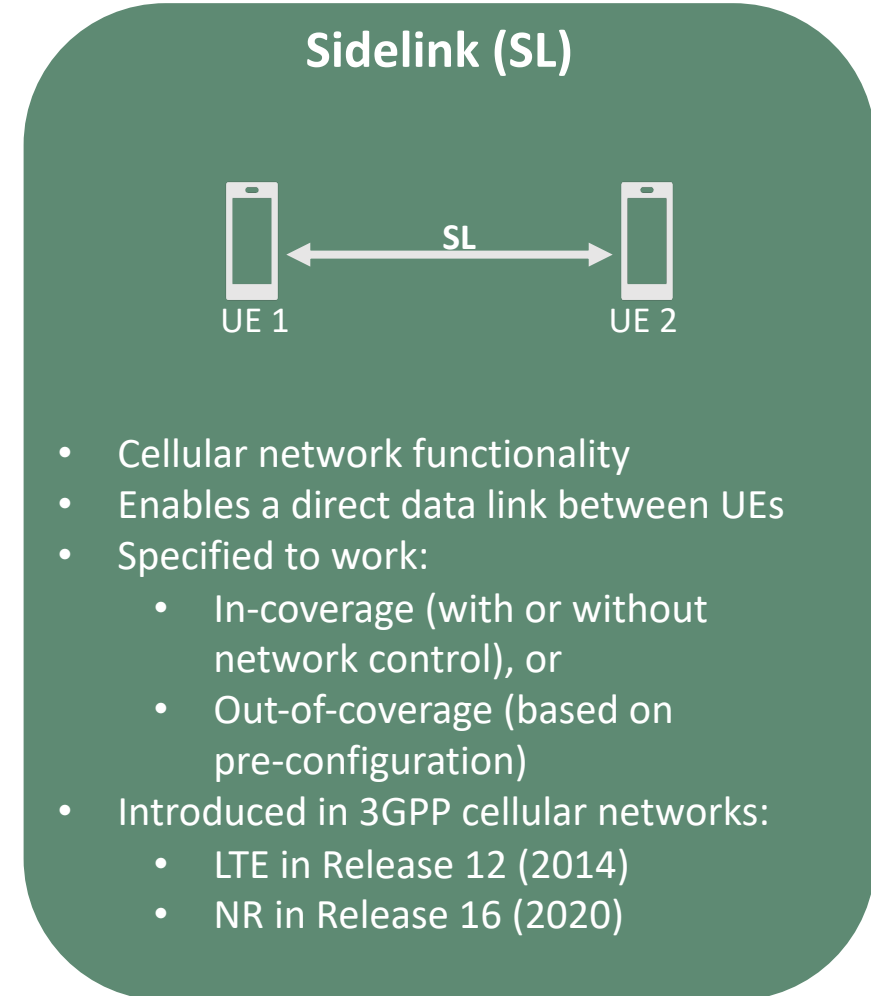 Sidelink (SL)
SL
UE 1
UE 2
• Cellular network functionality
• Enables a direct data link between UEs
• Specified to work:
• In-coverage (with or without
network control), or
• Out-of-coverage (based on
pre-configuration)
• Introduced in 3GPP cellular networks:
• LTE in Release 12 (2014)
• NR in Release 16 (2020)